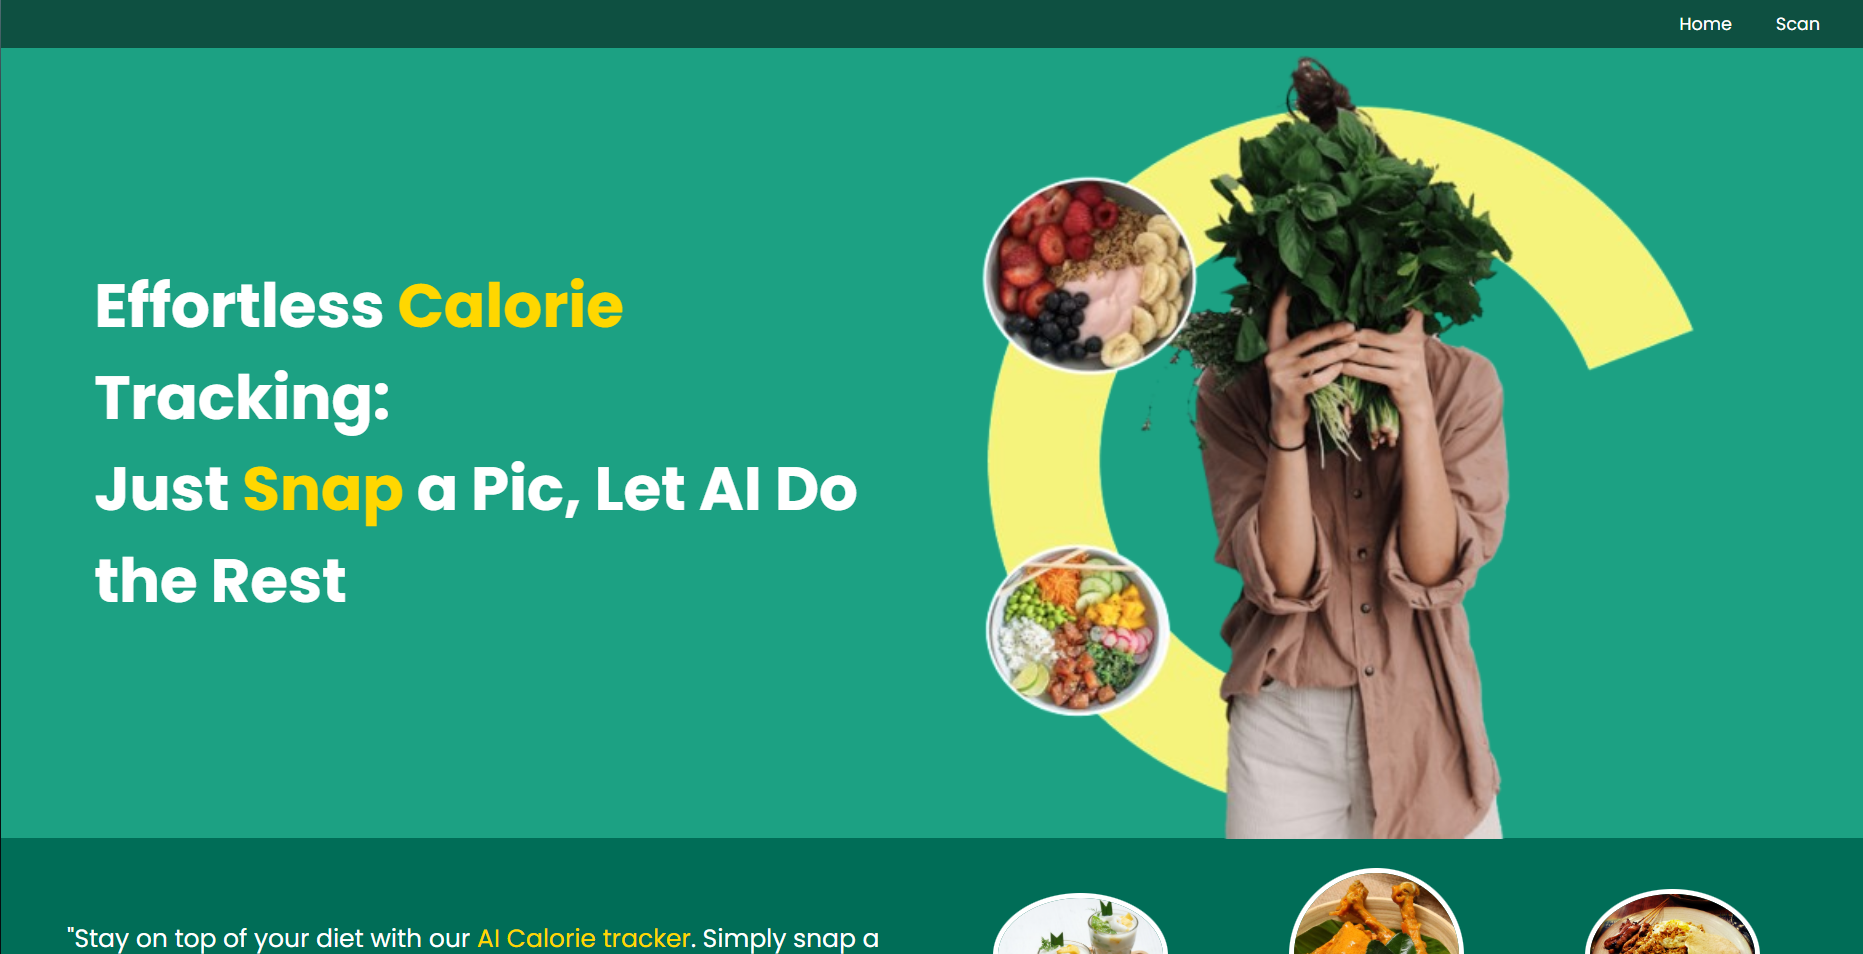 Home Scan
Effortless Calorie
Tracking:
Just Snap a Pic, Let AI Do
the Rest
"Stay on top of your diet with our AI Calorie tracker. Simply snap a